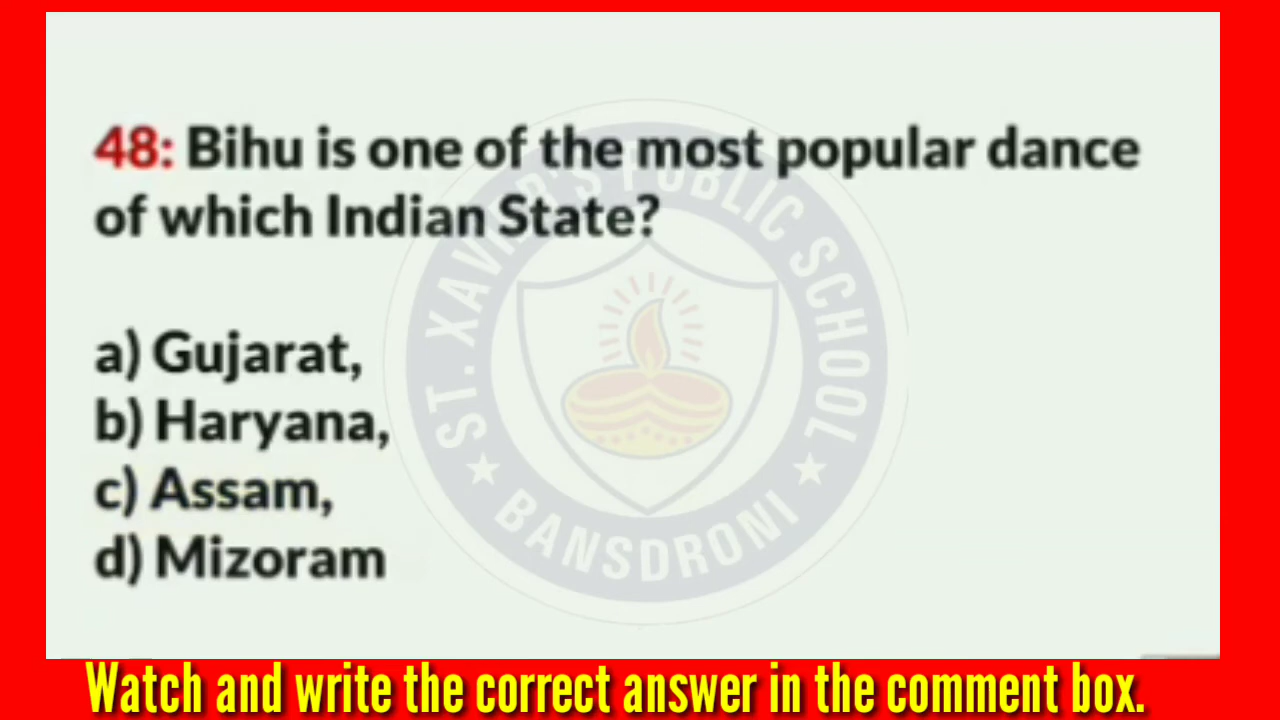 48: Bihu is one of the most popular dance
of which Indian State?
a) Gujarat,
b) Haryana,
c) Assam,
d) Mizoram
ST. XAVIER'S PUBLIC SCHOOL
BANSDRONI
Watch and write the correct answer in the comment box.